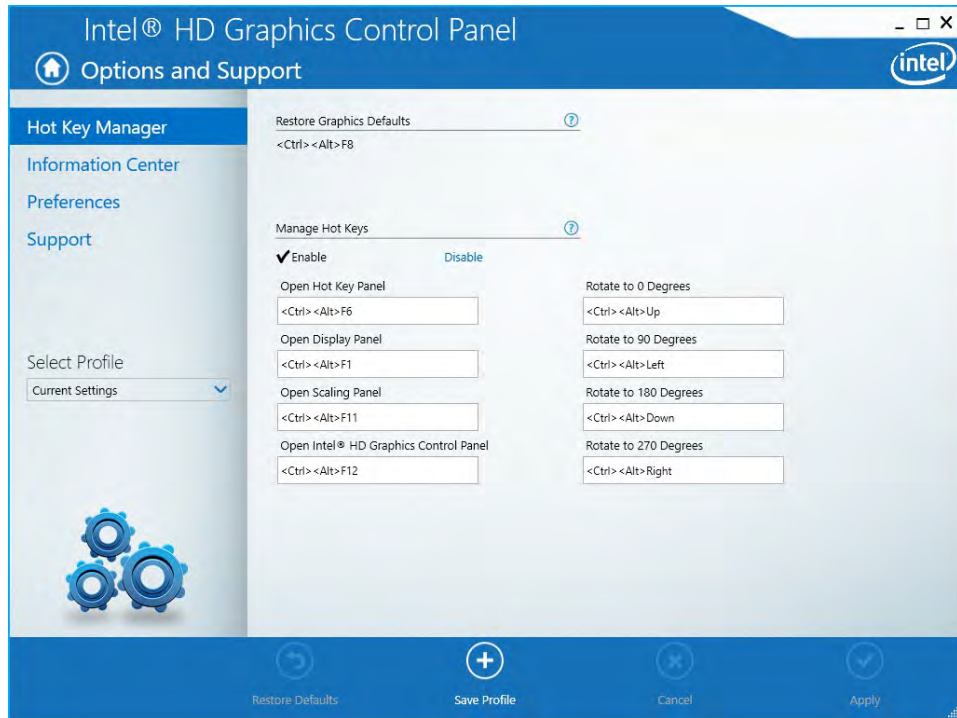 Intel® HD Graphics Control Panel
Options and Support
intel
Hot Key Manager
Information Center
Preferences
Support
Select Profile
Current Settings
Restore Graphics Defaults
?
<Ctrl><Alt>F8
Manage Hot Keys
?
Enable
Disable
Open Hot Key Panel
<Ctrl><Alt>F6
Open Display Panel
<Ctrl><Alt>F1
Open Scaling Panel
<Ctrl><Alt>F11
Open Intel® HD Graphics Control Panel
<Ctrl><Alt>F12
Rotate to 0 Degrees
<Ctrl><Alt>Up
Rotate to 90 Degrees
<Ctrl><Alt>Left
Rotate to 180 Degrees
<Ctrl><Alt>Down
Rotate to 270 Degrees
<Ctrl><Alt>Right
Restore Defaults
Save Profile
Cancel
Apply